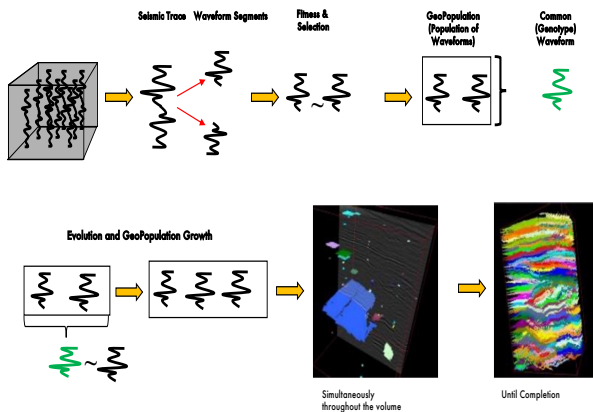 Seismic Trace
Waveform Segments
Fitness &
Selection
GeoPopulation
(Population of
Waveforms)
Common
(Genotype)
Waveform
~
Evolution and GeoPopulation Growth
~
Simultaneously
throughout the volume
Until Completion